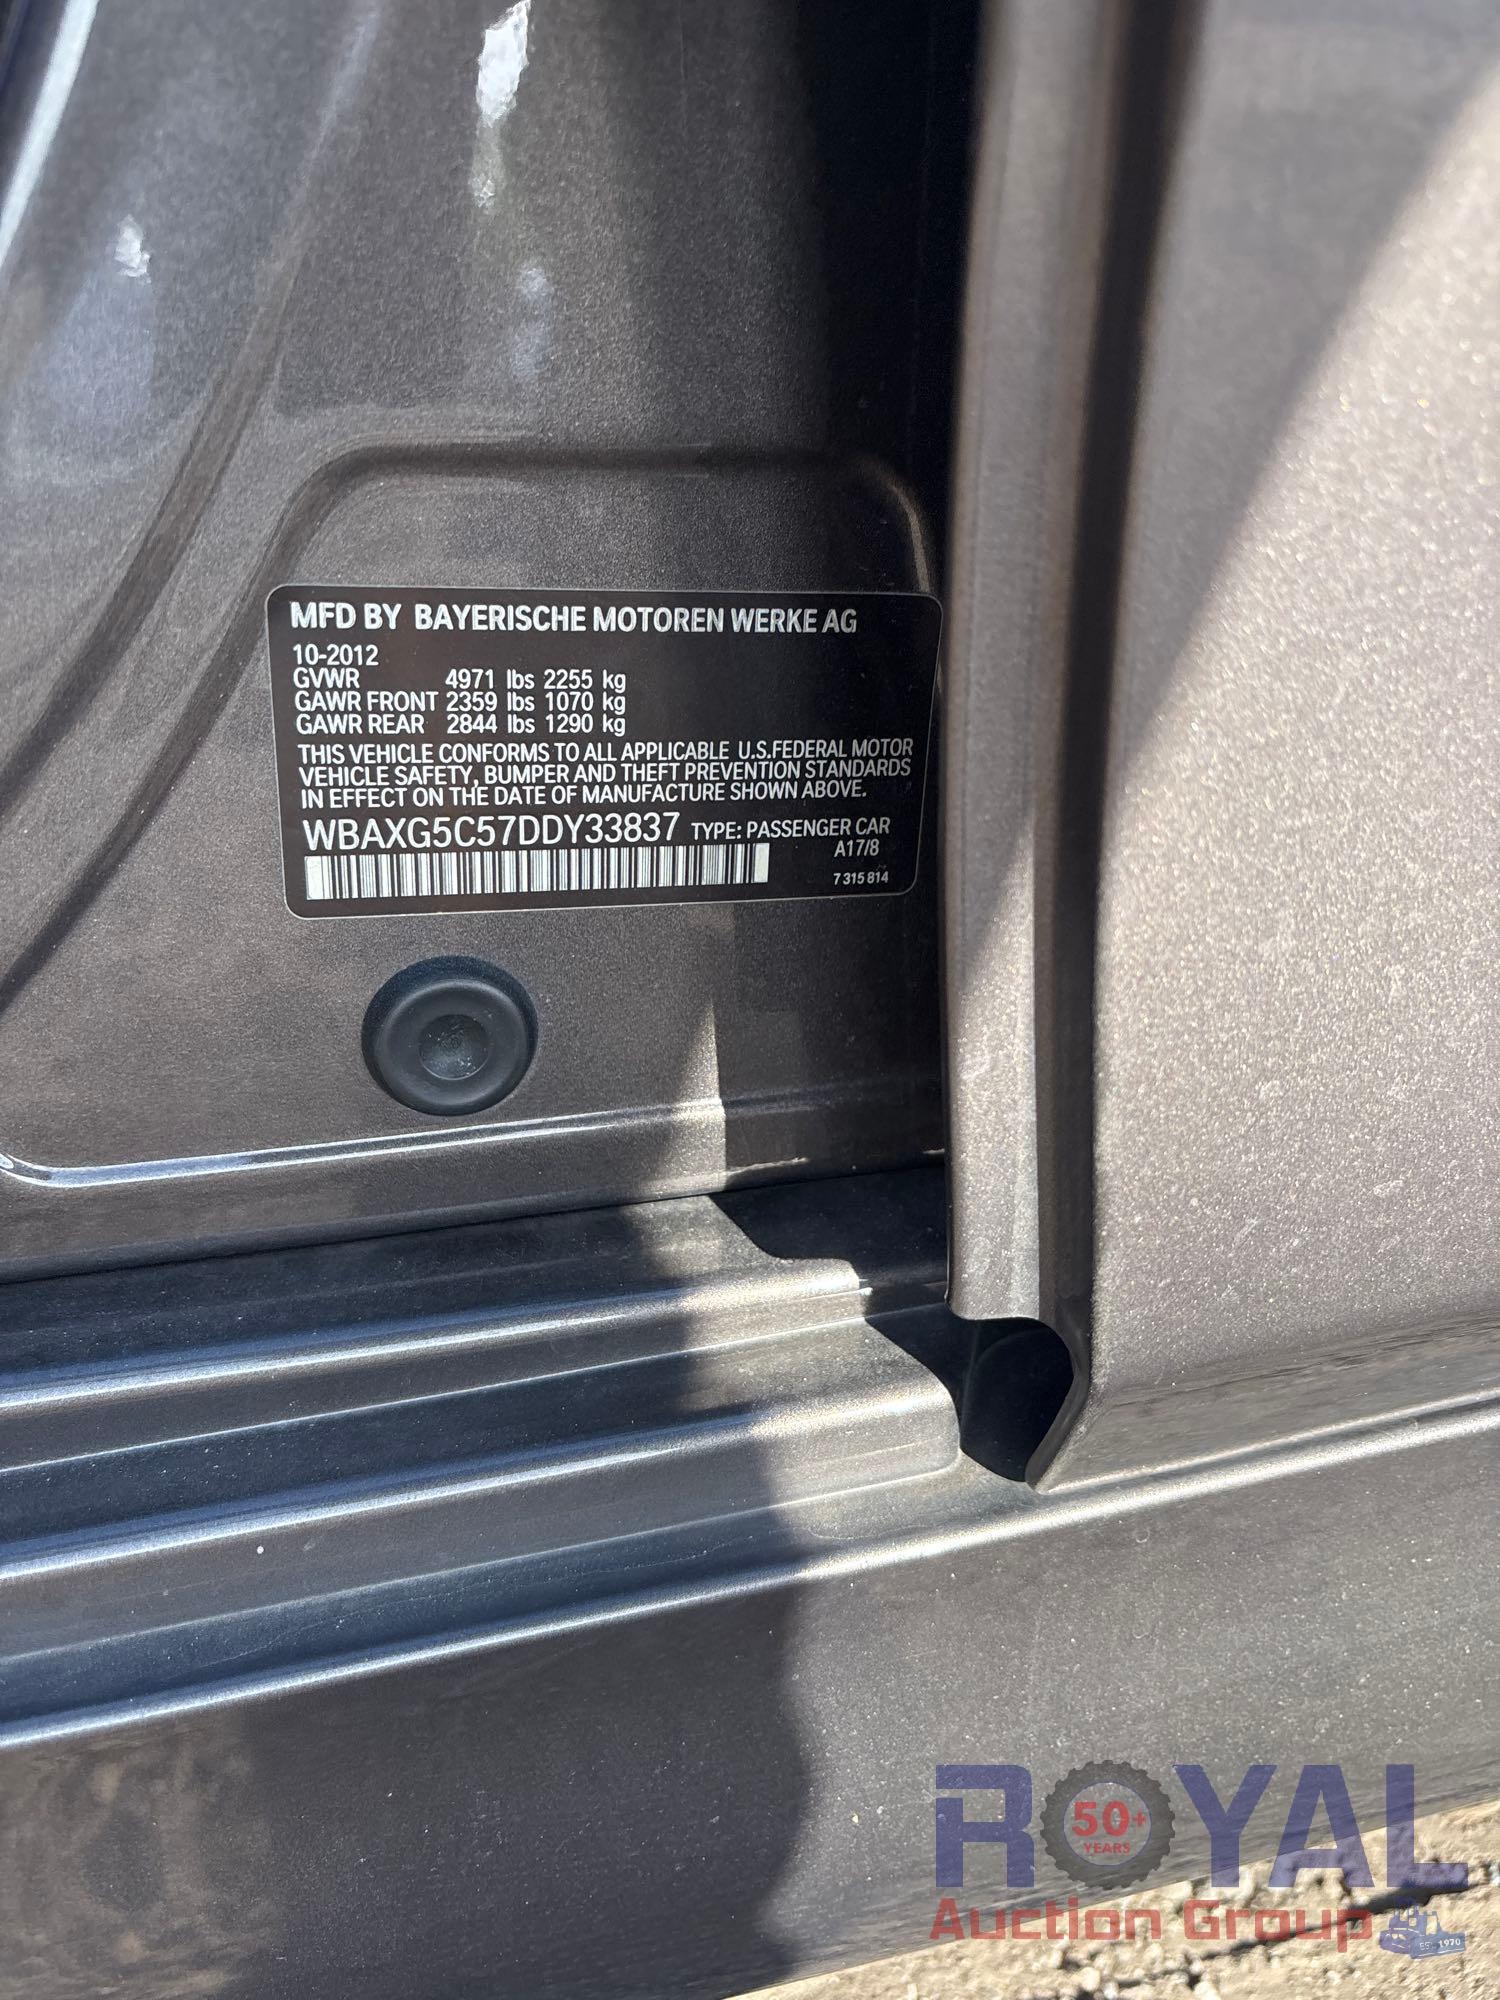 MFD BY BAYERISCHE MOTOREN WERKE AG
10-2012
GVWR 4971 lbs 2255 kg
GAWR FRONT 2359 lbs 1070 kg
GAWR REAR 2844 lbs 1290 kg
THIS VEHICLE CONFORMS TO ALL APPLICABLE U.S.FEDERAL MOTOR
VEHICLE SAFETY, BUMPER AND THEFT PREVENTION STANDARDS
IN EFFECT ON THE DATE OF MANUFACTURE SHOWN ABOVE.
WBAXG5C57DDY33837 TYPE: PASSENGER CAR
A17/8
7 315 814
ROYAL
50+
YEARS
Auction Group
EST. 1970